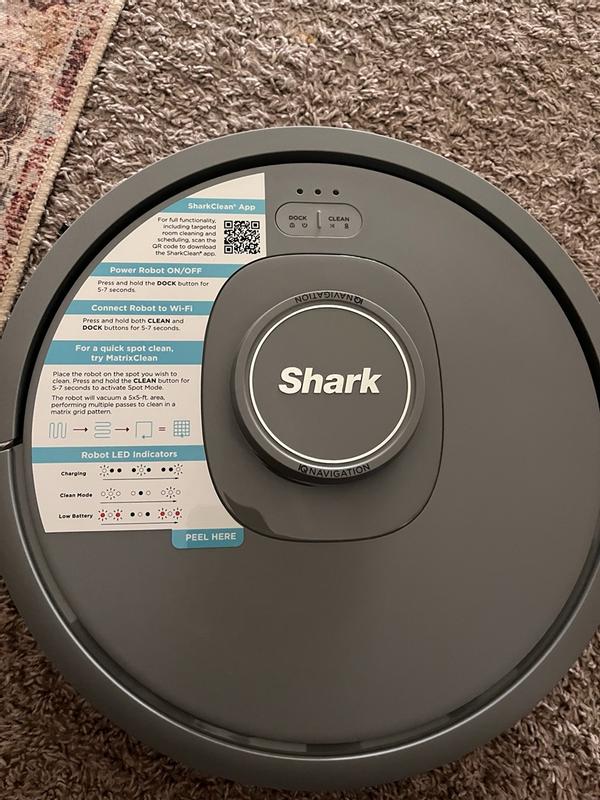 SharkClean® App
For full functionality,
including targeted
room cleaning and
scheduling, scan the
QR code to download
the SharkClean® app.
DOCK
CLEAN
Power Robot ON/OFF
Press and hold the DOCK button for
5-7 seconds.
Connect Robot to Wi-Fi
Press and hold both CLEAN and
DOCK buttons for 5-7 seconds.
For a quick spot clean,
try MatrixClean
Place the robot on the spot you wish to
clean. Press and hold the CLEAN button for
5-7 seconds to activate Spot Mode.
The robot will vacuum a 5x5-ft. area,
performing multiple passes to clean in a
matrix grid pattern.
Robot LED Indicators
Charging
Clean Mode
Low Battery
PEEL HERE
IQ NAVIGATION
Shark
IQ NAVIGATION